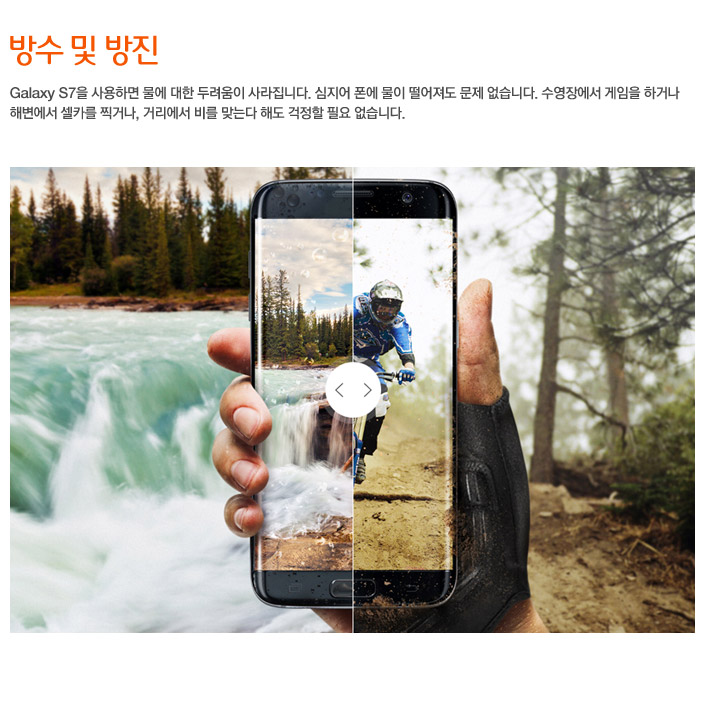 방수 및 방진
Galaxy S7을 사용하면 물에 대한 두려움이 사라집니다. 심지어 폰에 물이 떨어져도 문제 없습니다. 수영장에서 게임을 하거나
해변에서 셀카를 찍거나, 거리에서 비를 맞는다 해도 걱정할 필요 없습니다.